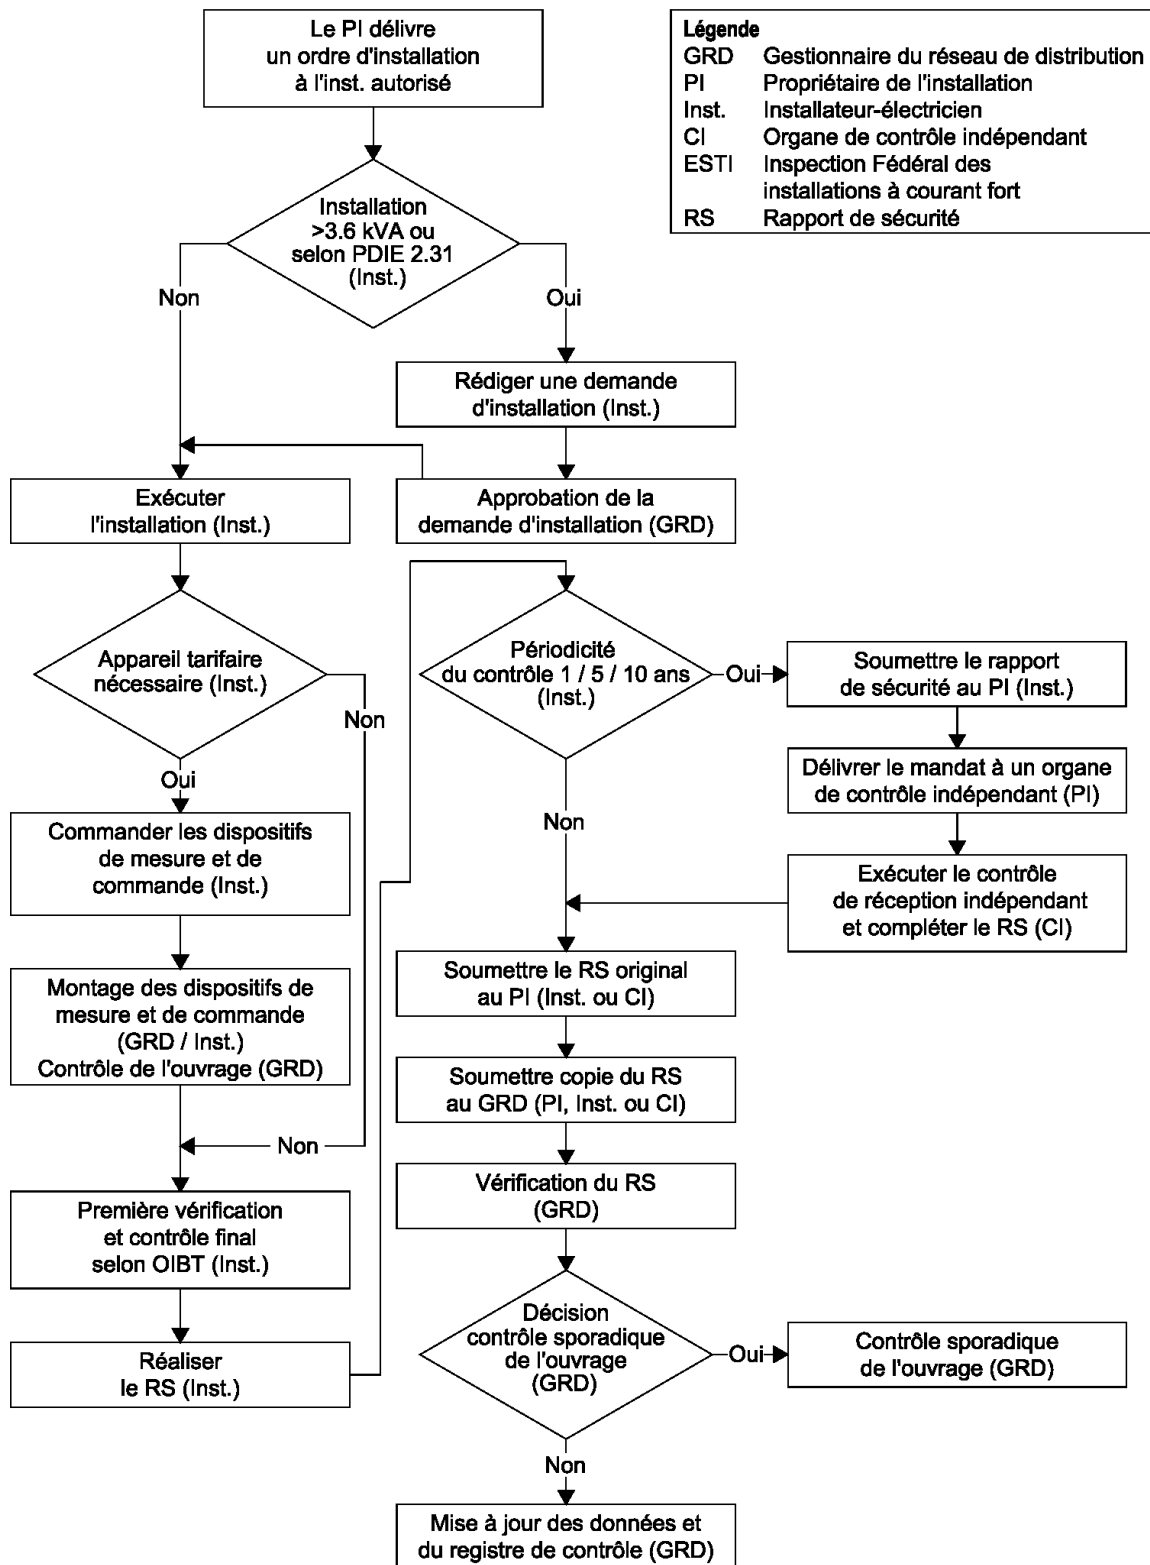 Le PI délivre
un ordre d'installation
à l'inst. autorisé
Légende
GRD Gestionnaire du réseau de distribution
PI Propriétaire de l'installation
Inst. Installateur-électricien
CI Organe de contrôle indépendant
ESTI Inspection Fédéral des
installations à courant fort
RS Rapport de sécurité
Installation
>3.6 kVA ou
selon PDIE 2.31
(Inst.)
Non
Oui
Rédiger une demande
d'installation (Inst.)
Approbation de la
demande d'installation (GRD)
Exécuter
l'installation (Inst.)
Appareil tarifaire
nécessaire (Inst.)
Non
Oui
Commander les dispositifs
de mesure et de
commande (Inst.)
Montage des dispositifs de
mesure et de commande
(GRD / Inst.)
Contrôle de l'ouvrage (GRD)
Non
Première vérification
et contrôle final
selon OIBT (Inst.)
Réaliser
le RS (Inst.)
Périodicité
du contrôle 1 / 5 / 10 ans
(Inst.)
Oui
Soumettre le rapport
de sécurité au PI (Inst.)
Délivrer le mandat à un organe
de contrôle indépendant (PI)
Exécuter le contrôle
de réception indépendant
et compléter le RS (CI)
Non
Soumettre le RS original
au PI (Inst. ou CI)
Soumettre copie du RS
au GRD (PI, Inst. ou CI)
Vérification du RS
(GRD)
Décision
contrôle sporadique
de l'ouvrage
(GRD)
Oui
Contrôle sporadique
de l'ouvrage (GRD)
Non
Mise à jour des données et
du registre de contrôle (GRD)